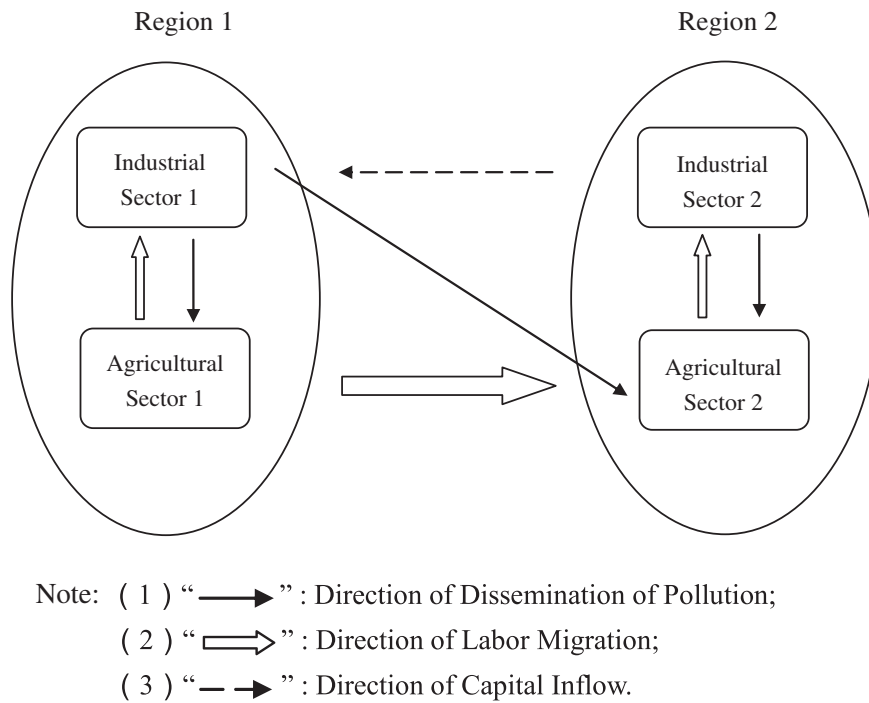 Region 1
Region 2
Industrial
Sector 1
Industrial
Sector 2
Agricultural
Sector 1
Agricultural
Sector 2
Note: ( 1 ) “ ” : Direction of Dissemination of Pollution;
( 2 ) “ ” : Direction of Labor Migration;
( 3 ) “ ” : Direction of Capital Inflow.